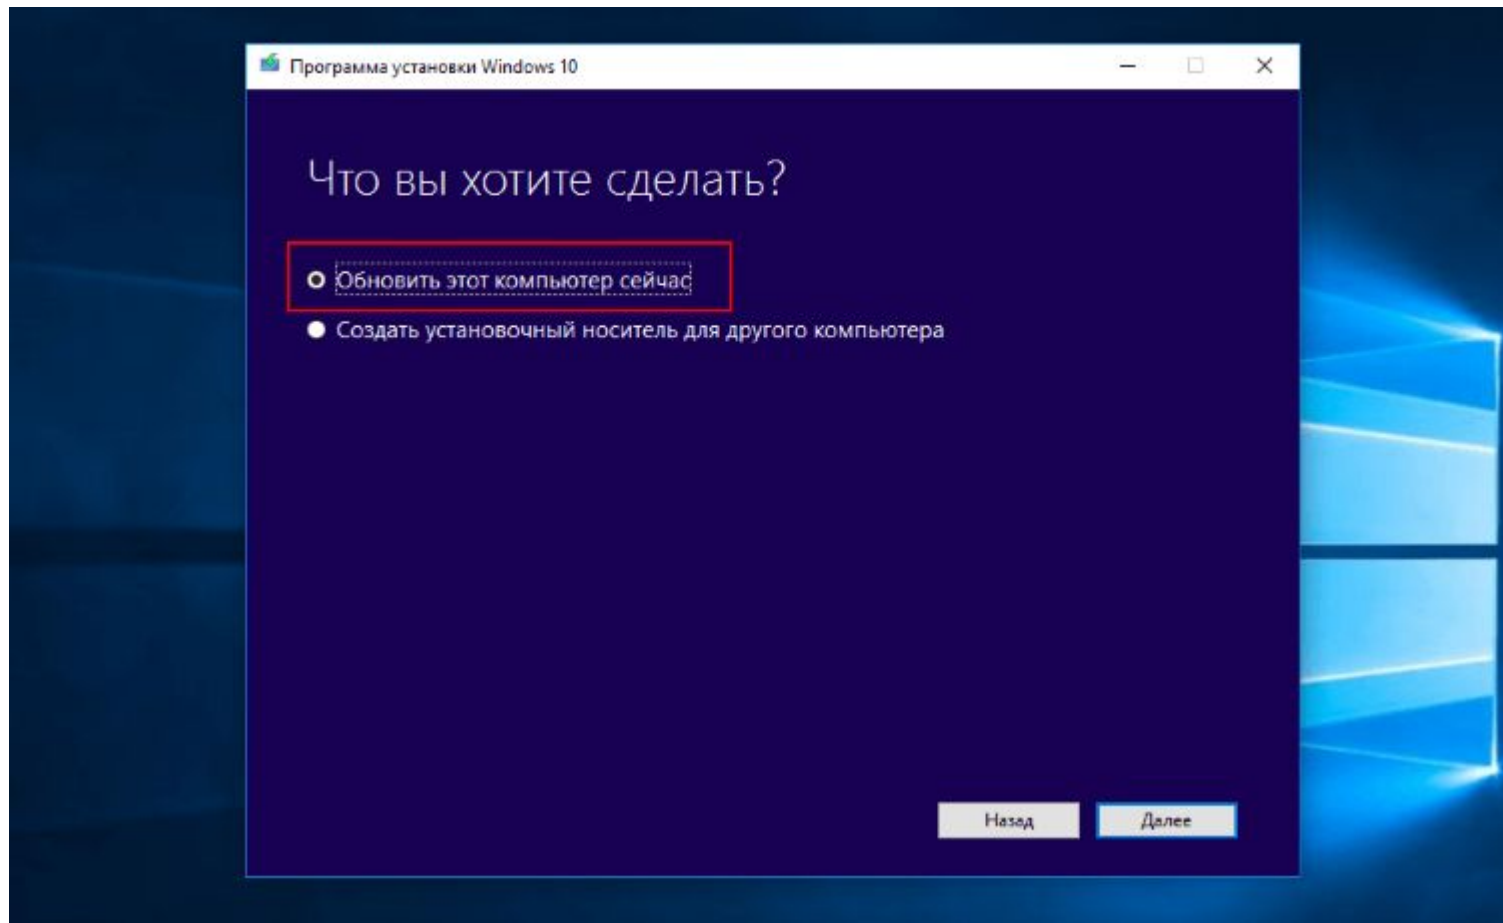 Программа установки Windows 10
Что вы хотите сделать?
Обновить этот компьютер сейчас
Создать установочный носитель для другого компьютера
Назад Далее